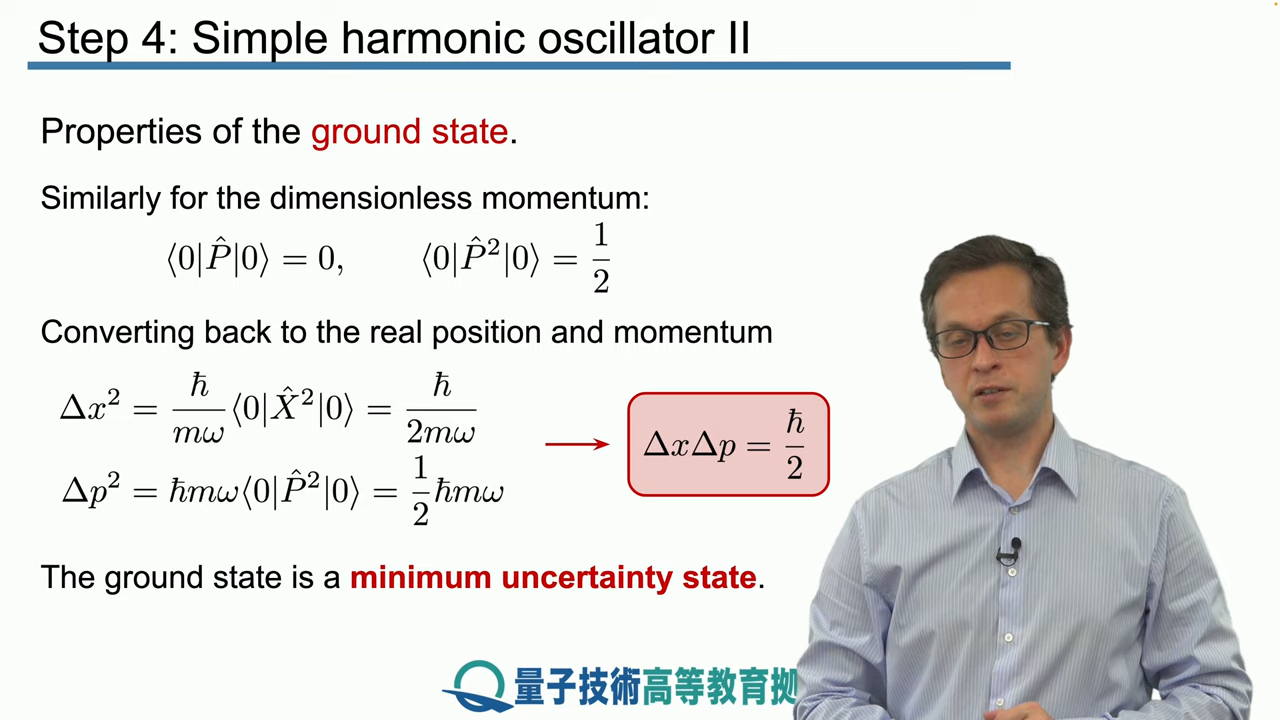 Step 4: Simple harmonic oscillator II
Properties of the ground state.
Similarly for the dimensionless momentum:
⟨0|P̂|0⟩ = 0, ⟨0|P̂²|0⟩ = 1/2
Converting back to the real position and momentum
Δx² = ħ/mω ⟨0|X̂²|0⟩ = ħ/2mω
Δp² = ħmω⟨0|P̂²|0⟩ = 1/2 ħmω
ΔxΔp = ħ/2
The ground state is a minimum uncertainty state.
量子技術高等教育拠